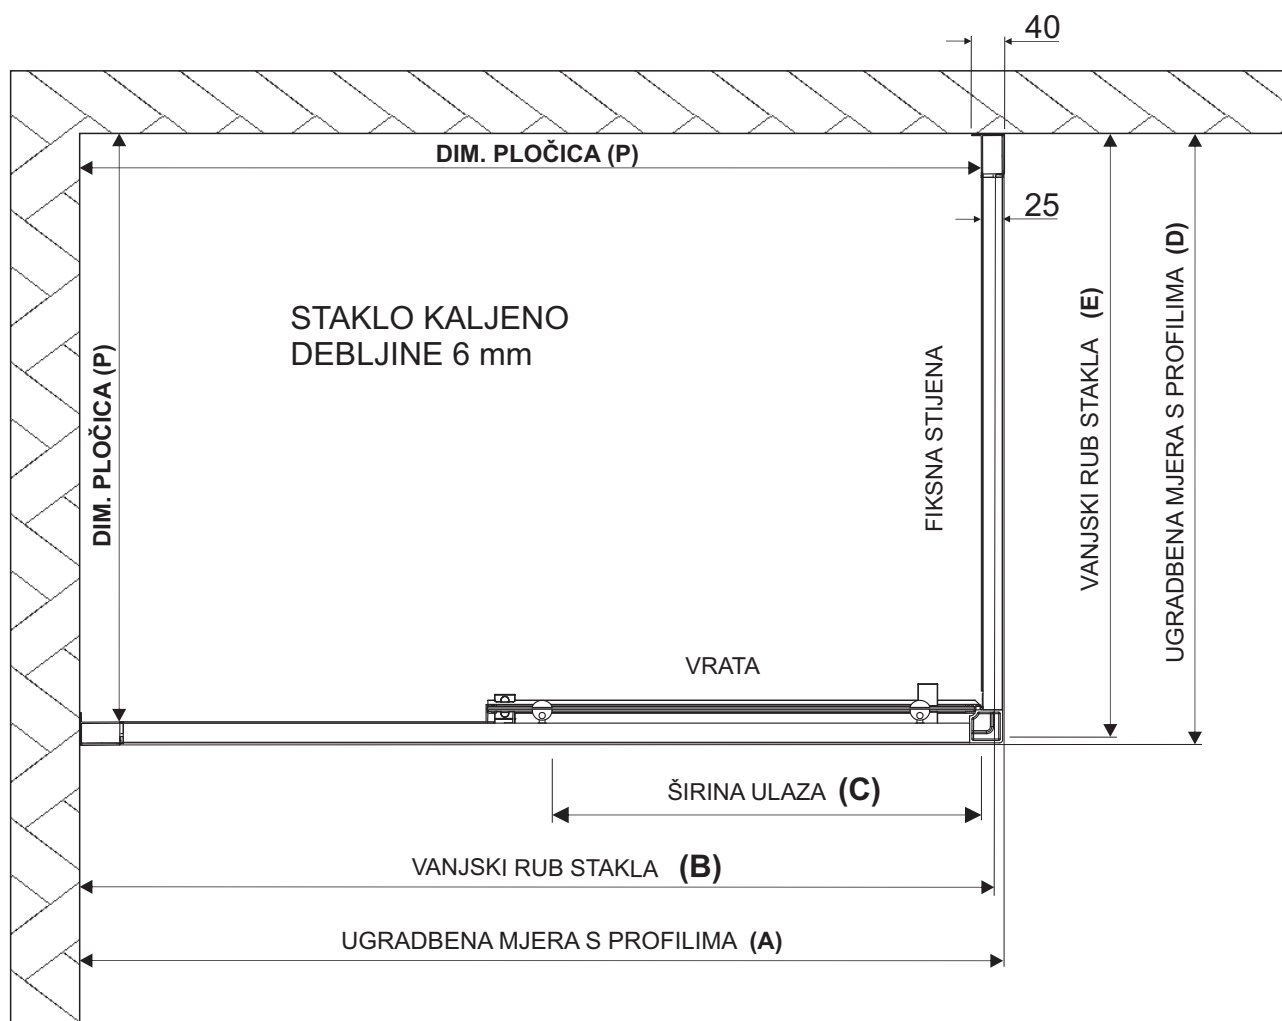 40
DIM. PLOČICA (P)
25
STAKLO KALJENO
DEBLJINE 6 mm
DIM. PLOČICA (P)
FIKSNA STIJENA
VANJSKI RUB STAKLA (E)
UGRADBENA MJERA S PROFILIMA (D)
VRATA
ŠIRINA ULAZA (C)
VANJSKI RUB STAKLA (B)
UGRADBENA MJERA S PROFILIMA (A)